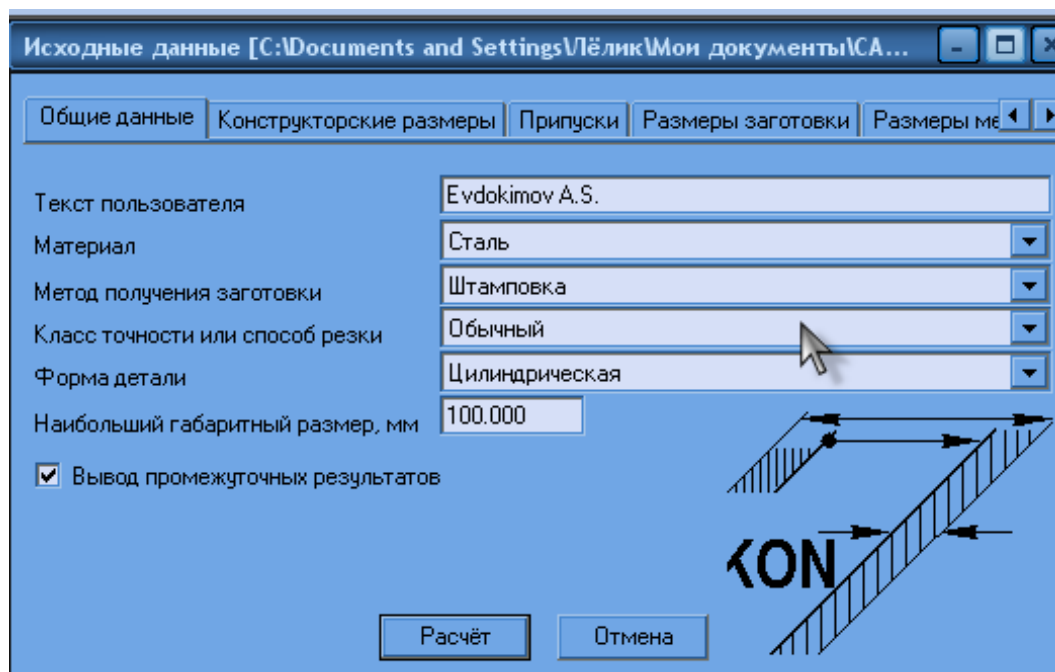 Исходные данные [C:\Documents and Settings\Лёлик\Мои документы\СА...
Общие данные Конструкторские размеры Припуски Размеры заготовки Размеры ме
Текст пользователя Evdokimov A.S.
Материал Сталь
Метод получения заготовки Штамповка
Класс точности или способ резки Обычный
Форма детали Цилиндрическая
Наибольший габаритный размер, мм 100.000
Вывод промежуточных результатов
KON
Расчёт Отмена